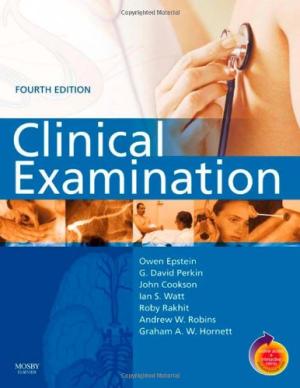 FOURTH EDITION
Clinical
Examination
Owen Epstein
G. David Perkin
John Cookson
Ian S. Watt
Roby Rakhit
Andrew W. Robins
Graham A. W. Hornett
MOSBY
ELSEVIER